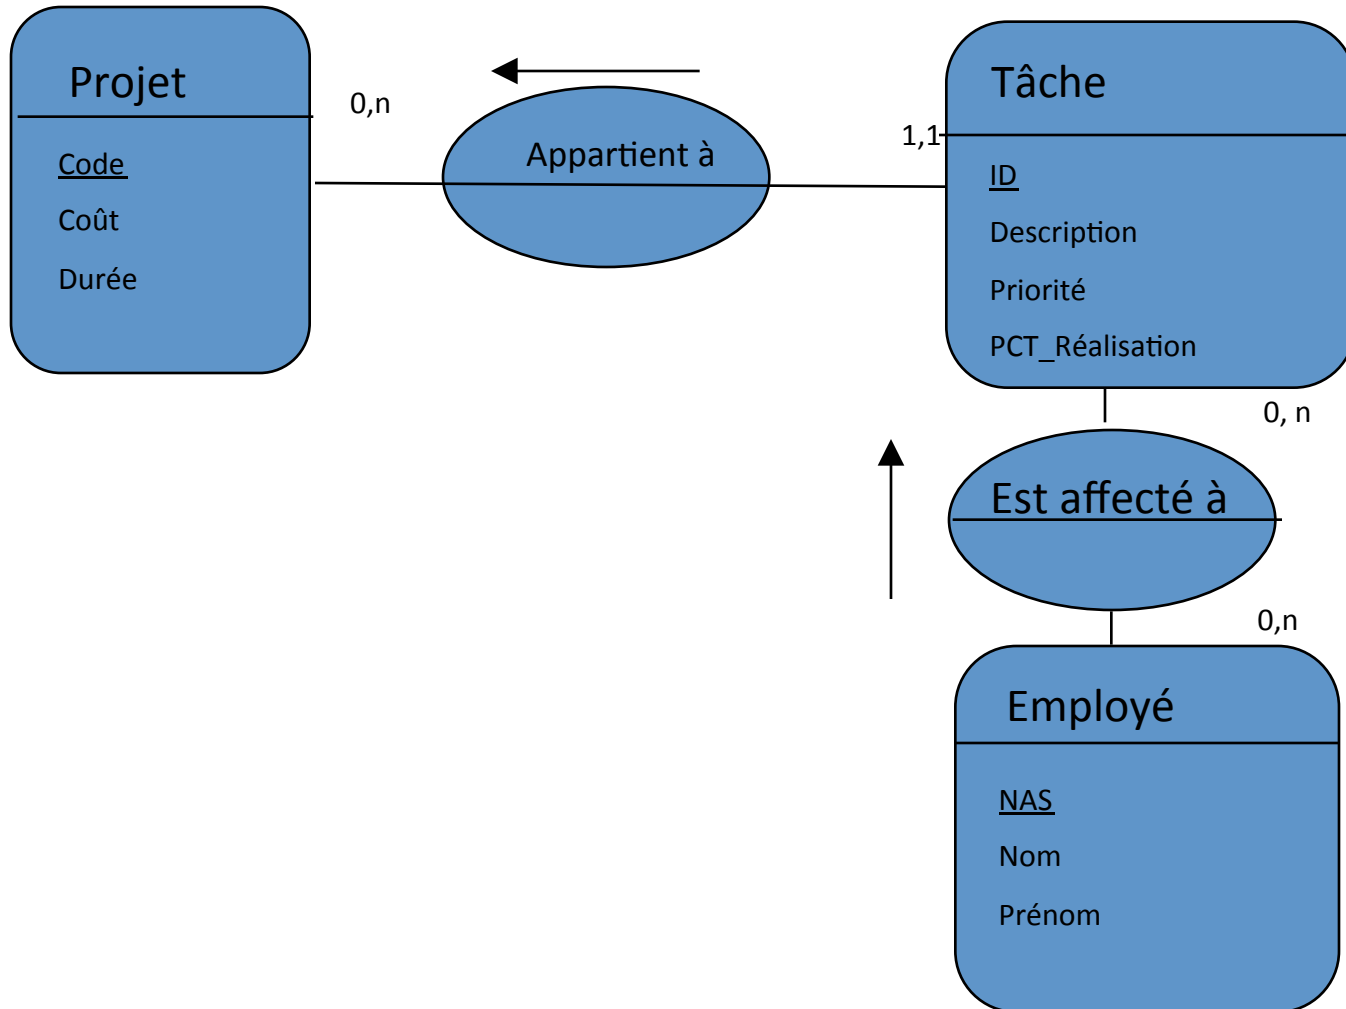 Projet
Code
Coût
Durée
0,n
Appartient à
1,1
Tâche
ID
Description
Priorité
PCT_Réalisation
0, n
Est affecté à
0,n
Employé
NAS
Nom
Prénom